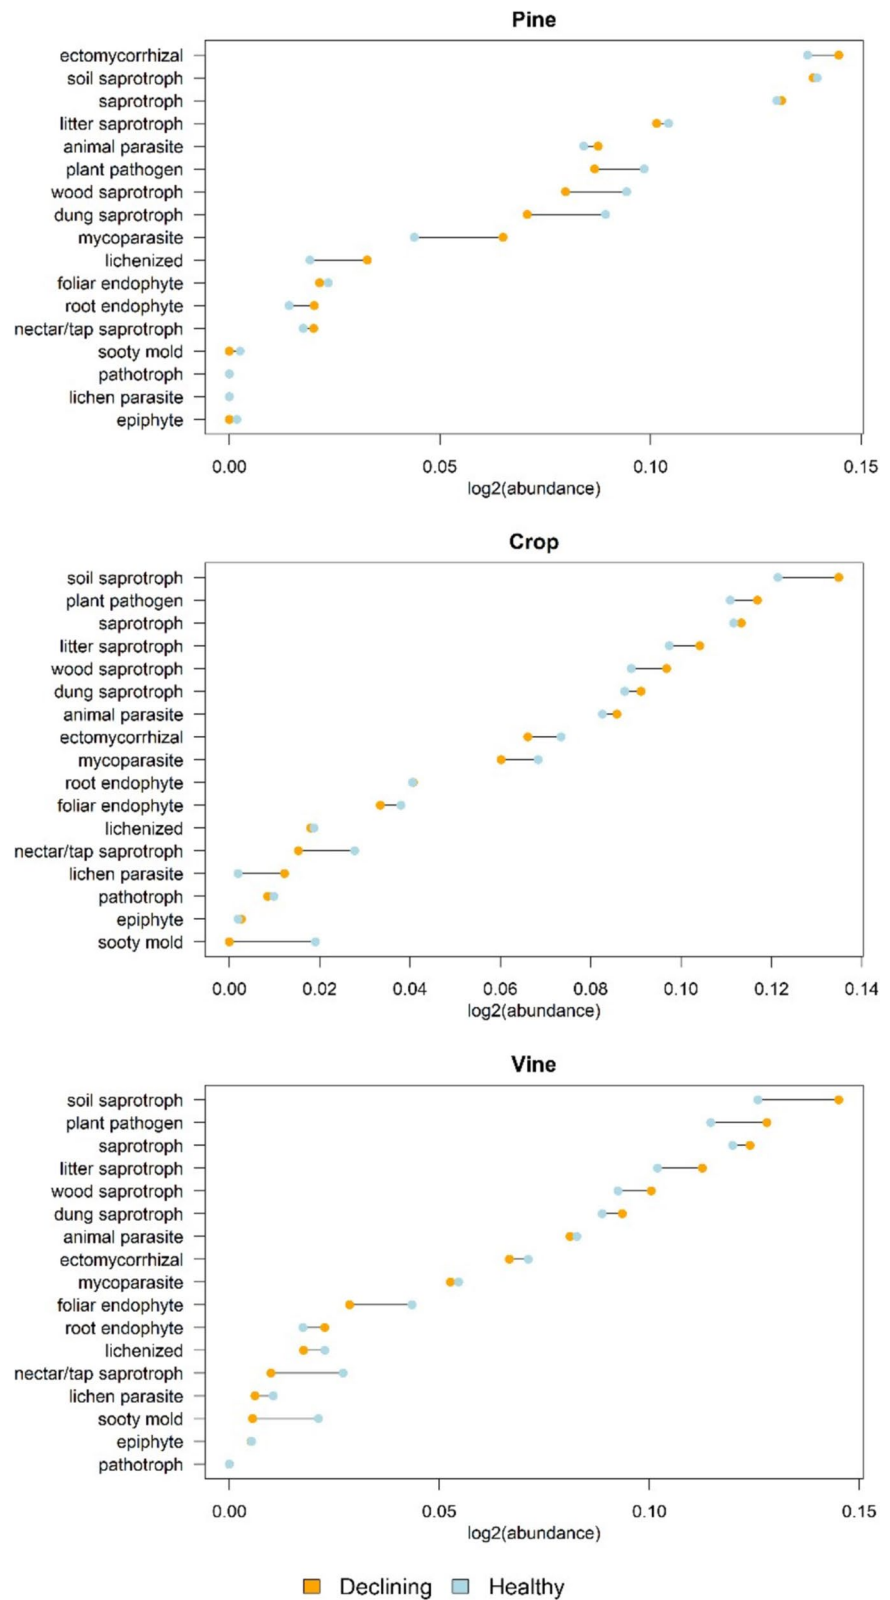 Pine
ectomycorrhizal
soil saprotroph
saprotroph
litter saprotroph
animal parasite
plant pathogen
wood saprotroph
dung saprotroph
mycoparasite
lichenized
foliar endophyte
root endophyte
nectar/tap saprotroph
sooty mold
pathotroph
lichen parasite
epiphyte
0.00 0.05 0.10 0.15
log2(abundance)
Crop
soil saprotroph
plant pathogen
saprotroph
litter saprotroph
wood saprotroph
dung saprotroph
animal parasite
ectomycorrhizal
mycoparasite
root endophyte
foliar endophyte
lichenized
nectar/tap saprotroph
lichen parasite
pathotroph
epiphyte
sooty mold
0.00 0.02 0.04 0.06 0.08 0.10 0.12 0.14
log2(abundance)
Vine
soil saprotroph
plant pathogen
saprotroph
litter saprotroph
wood saprotroph
dung saprotroph
animal parasite
ectomycorrhizal
mycoparasite
foliar endophyte
root endophyte
lichenized
nectar/tap saprotroph
lichen parasite
sooty mold
epiphyte
pathotroph
0.00 0.05 0.10 0.15
log2(abundance)
Declining Healthy